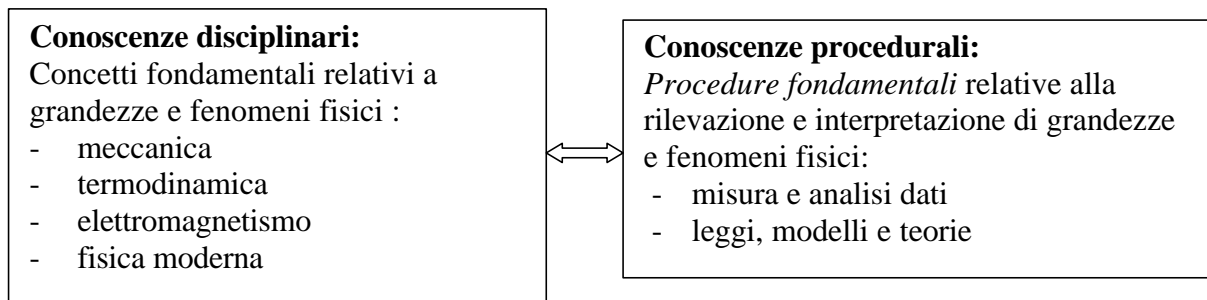 Conoscenze disciplinari:
Concetti fondamentali relativi a
grandezze e fenomeni fisici :
- meccanica
- termodinamica
- elettromagnetismo
- fisica moderna
Conoscenze procedurali:
Procedure fondamentali relative alla
rilevazione e interpretazione di grandezze
e fenomeni fisici:
- misura e analisi dati
- leggi, modelli e teorie